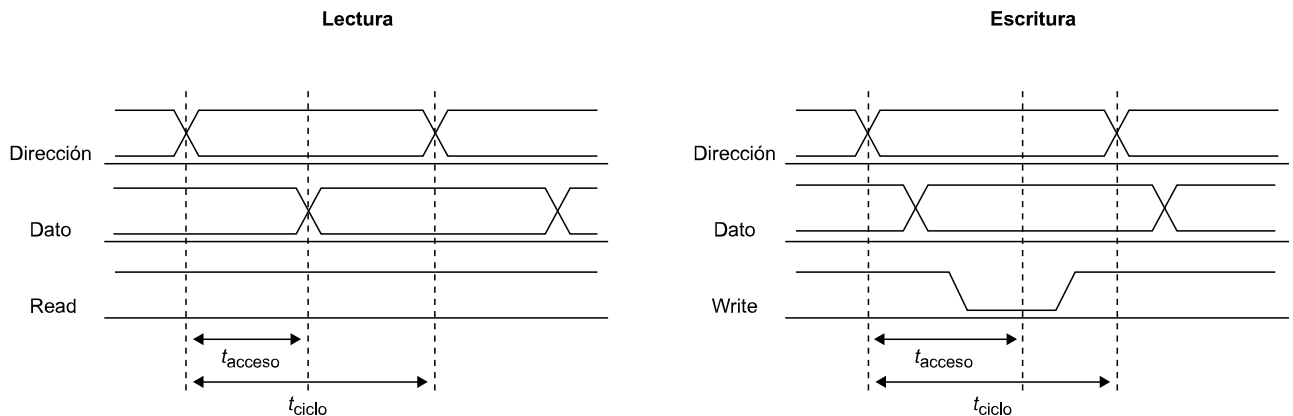 Lectura
Dirección
Dato
Read
tacceso
tciclo
Escritura
Dirección
Dato
Write
tacceso
tciclo